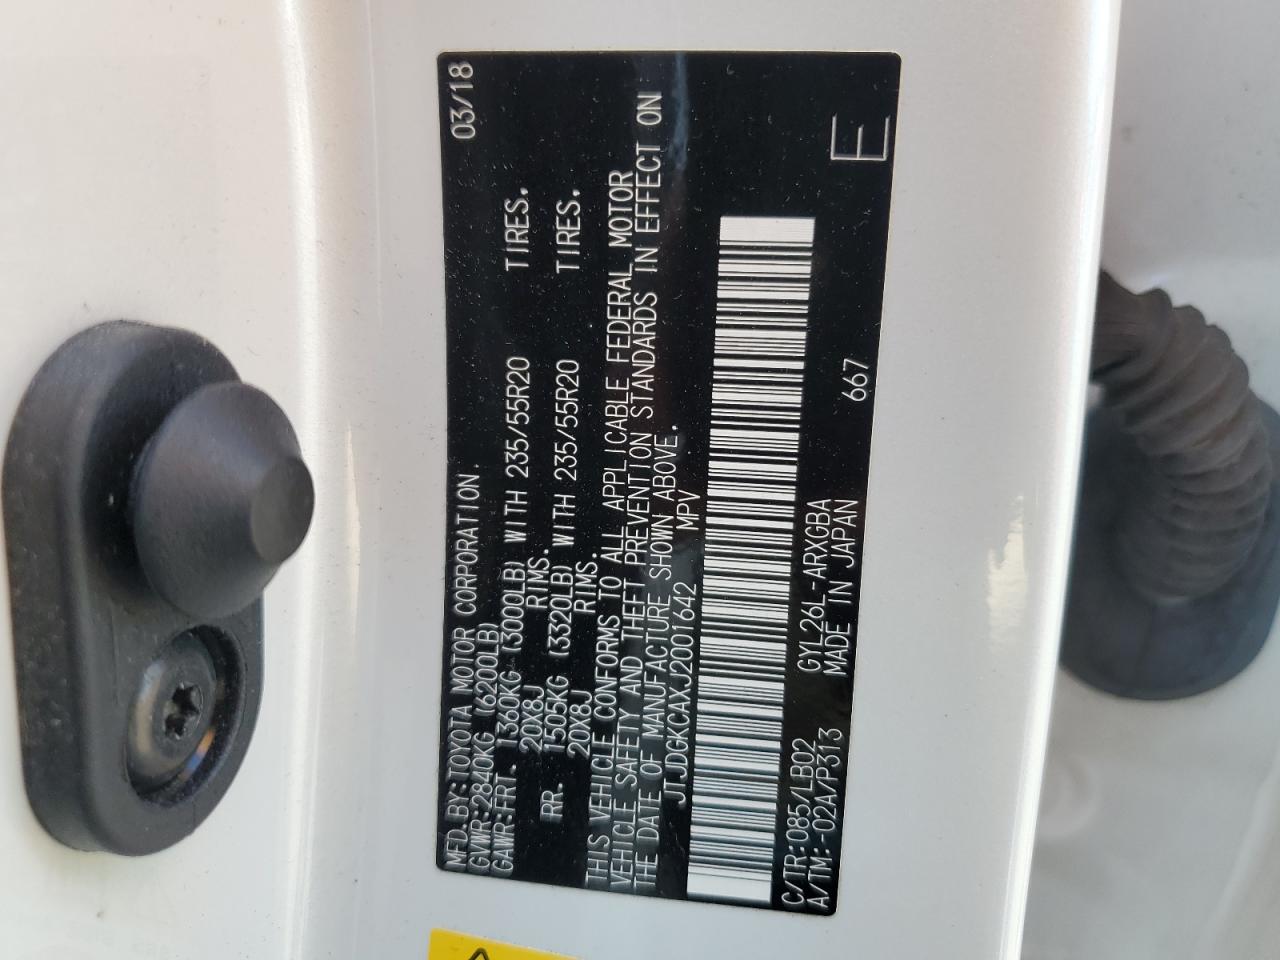 MFD. BY: TOYOTA MOTOR CORPORATION. 03/18
GVWR: 2840KG (6200LB)
GAWR: FRT. 1360KG (3000LB) WITH 235/55R20 TIRES.
20X8J RIMS.
RR. 1505KG (3320LB) WITH 235/55R20 TIRES.
20X8J RIMS.
THIS VEHICLE CONFORMS TO ALL APPLICABLE FEDERAL MOTOR
VEHICLE SAFETY AND THEFT PREVENTION STANDARDS IN EFFECT ON
THE DATE OF MANUFACTURE SHOWN ABOVE.
JTJDGKCAXJ2001642 MPV
C/TR: 085/LB02 GYL26L-ARXGBA 667
A/TM: -02A/P313 MADE IN JAPAN
E